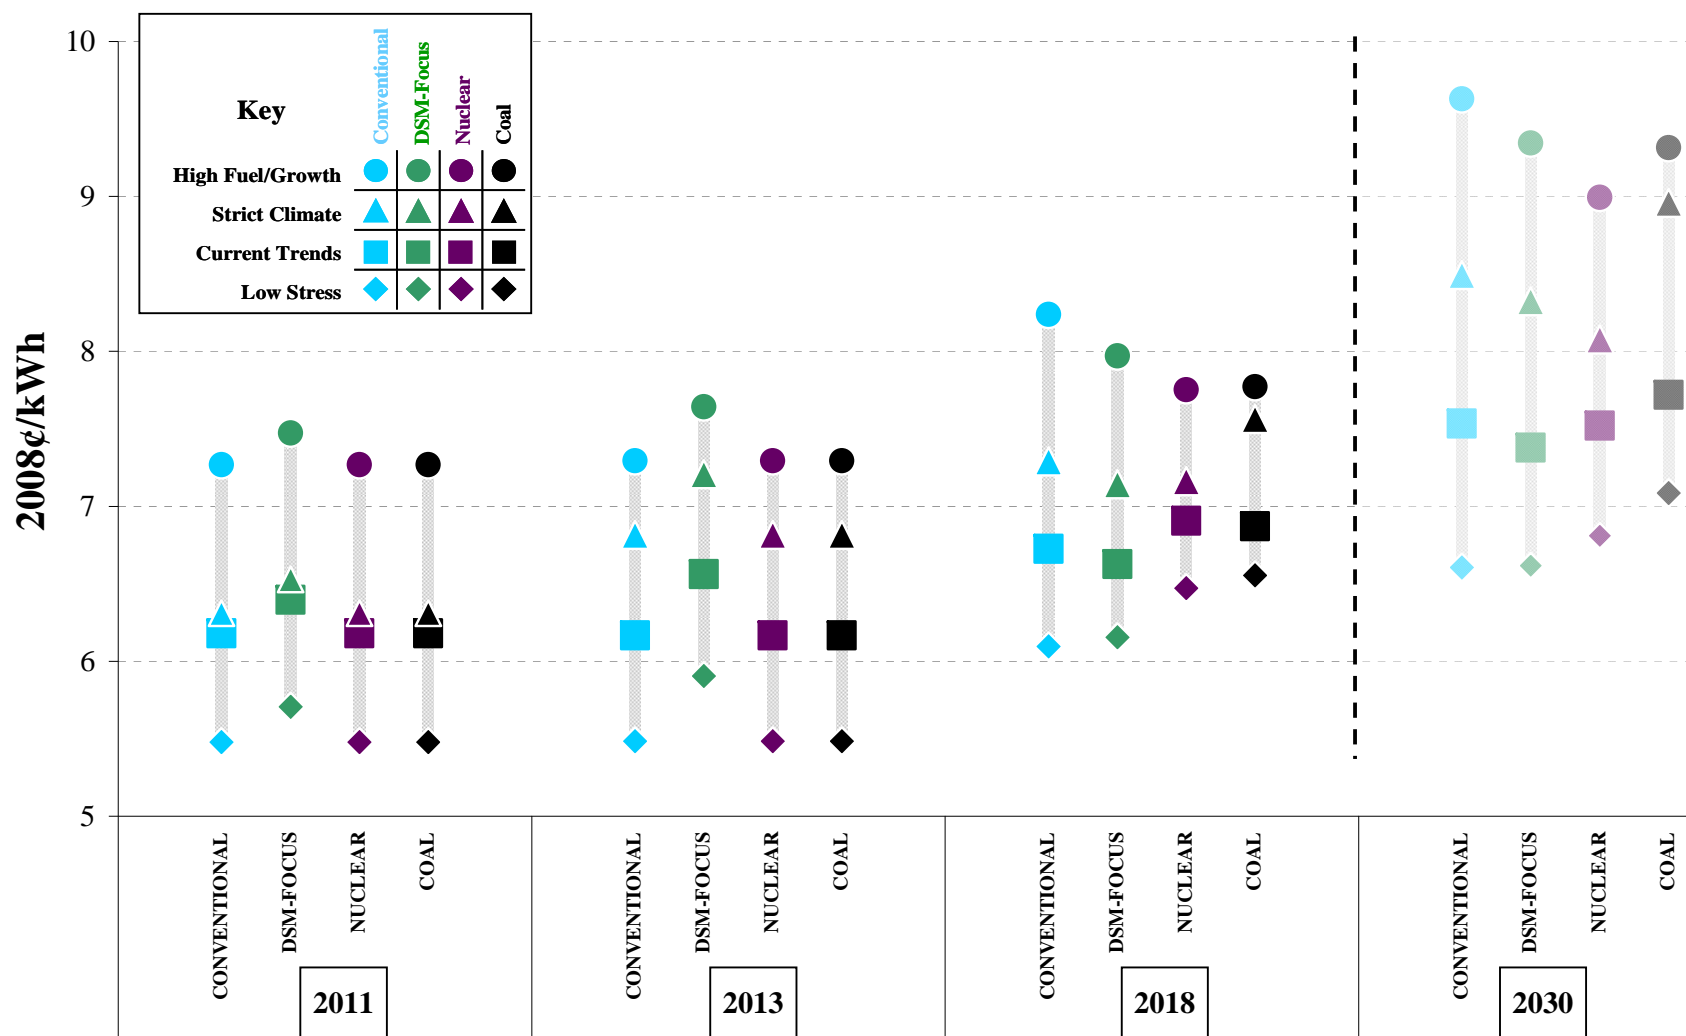 10
9
8
7
6
5
2008¢/kWh
Key
Conventional
DSM-Focus
Nuclear
Coal
High Fuel/Growth
Strict Climate
Current Trends
Low Stress
CONVENTIONAL
DSM-FOCUS
NUCLEAR
COAL
CONVENTIONAL
DSM-FOCUS
NUCLEAR
COAL
CONVENTIONAL
DSM-FOCUS
NUCLEAR
COAL
CONVENTIONAL
DSM-FOCUS
NUCLEAR
COAL
2011
2013
2018
2030